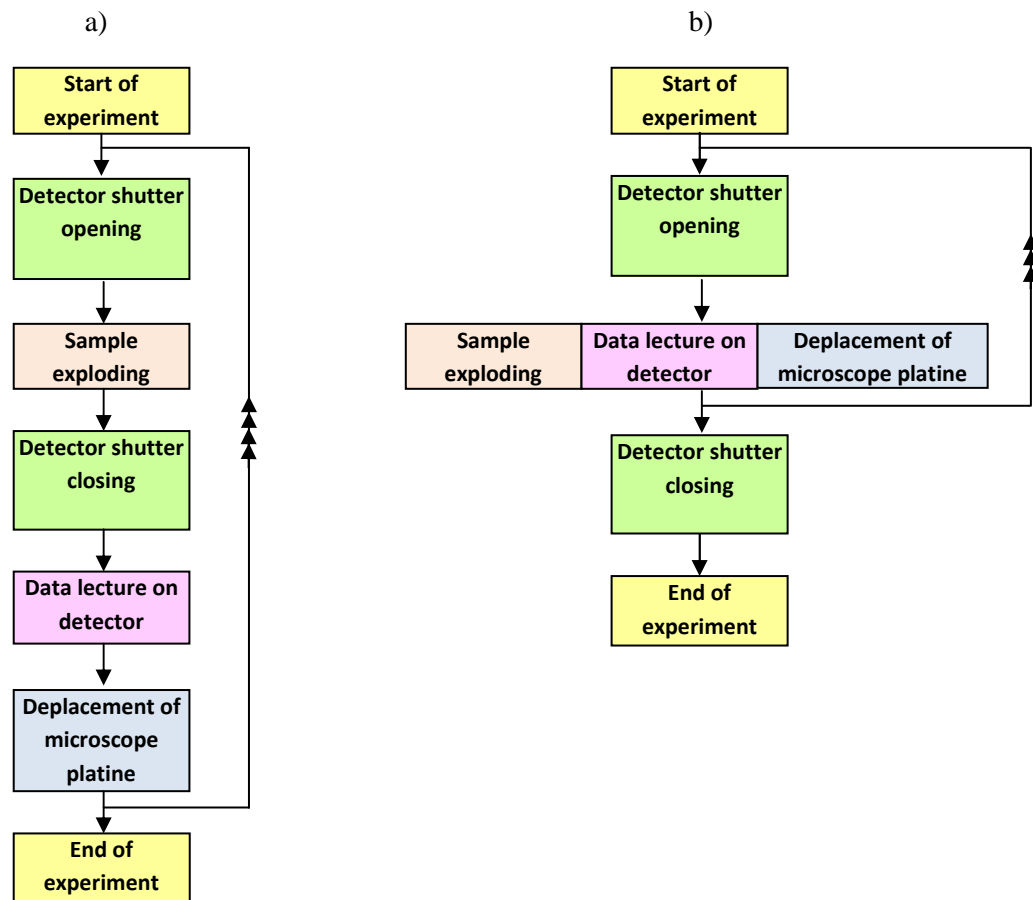 a)
Start of
experiment
Detector shutter
opening
Sample
exploding
Detector shutter
closing
Data lecture on
detector
Deplacement of
microscope
platine
End of
experiment
b)
Start of
experiment
Detector shutter
opening
Sample
exploding
Data lecture on
detector
Deplacement of
microscope platine
Detector shutter
closing
End of
experiment